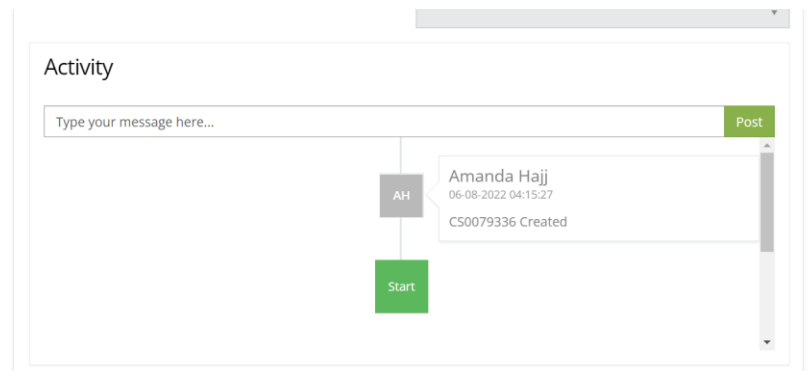 Activity
Type your message here...
Post
AH
Amanda Hajj
06-08-2022 04:15:27
CS0079336 Created
Start